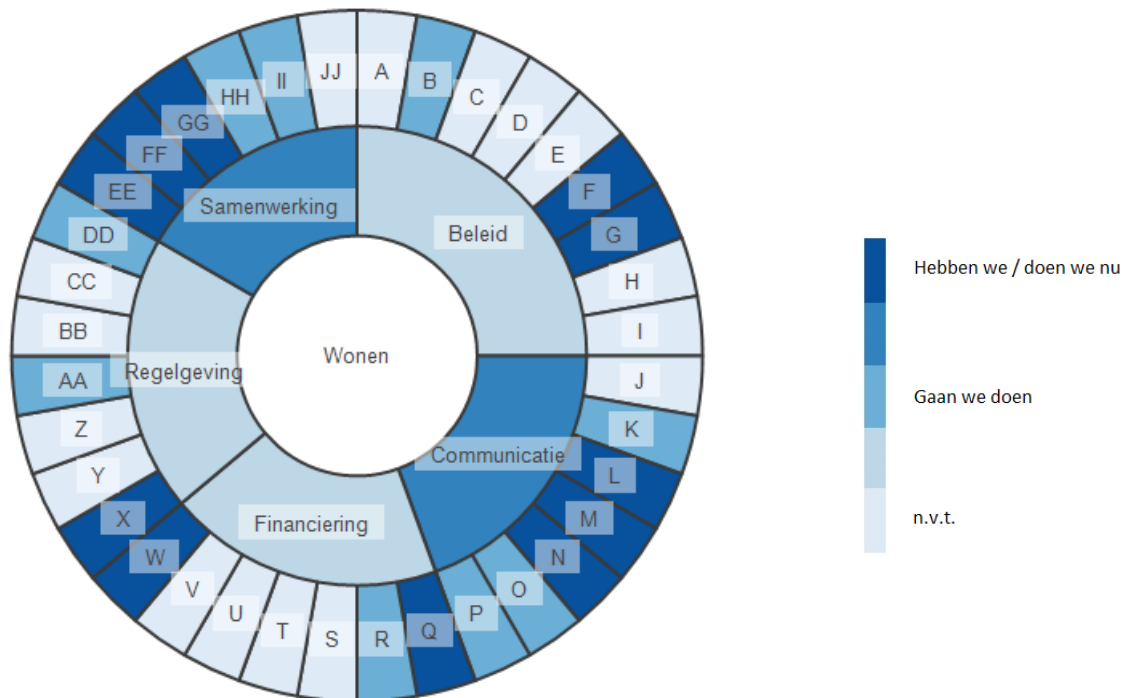 JJ
A
B
C
D
E
F
G
H
I
J
K
L
M
N
O
P
Q
R
S
T
U
V
W
X
Y
Z
AA
BB
CC
DD
EE
FF
GG
HH
II
Samenwerking
Beleid
Communicatie
Financiering
Regelgeving
Wonen
Hebben we / doen we nu
Gaan we doen
n.v.t.